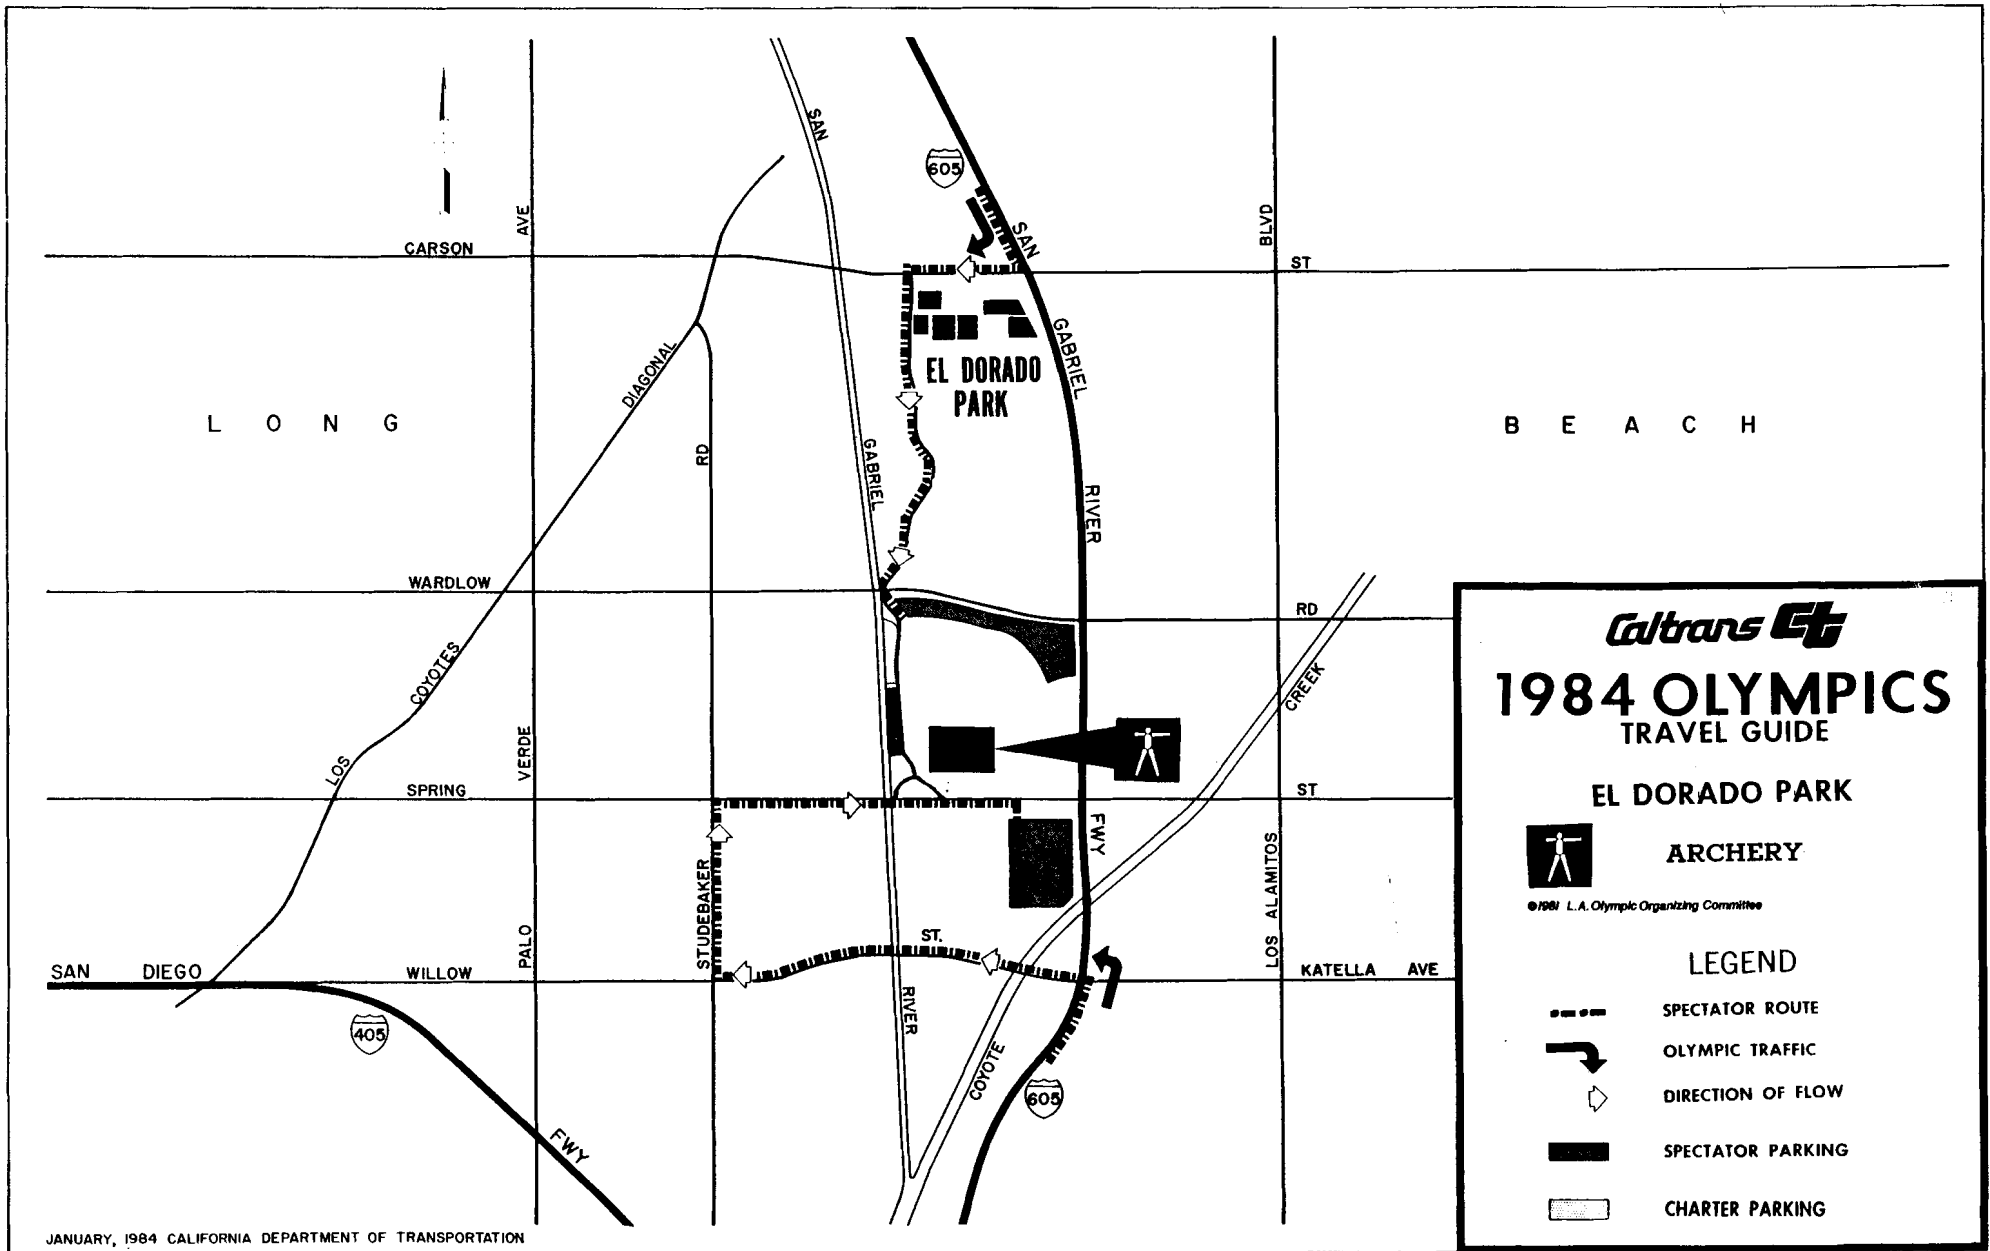 SAN
605
AVE
BLVD
SAN
CARSON
ST
GABRIEL
EL DORADO
PARK
DIAGONAL
L O N G
B E A C H
RD
GABRIEL
RIVER
WARDLOW
RD
COYOTES
CREEK
VERDE
LOS
SPRING
ST
FWY
STUDEBAKER
LOS ALAMITOS
PALO
ST.
SAN DIEGO
WILLOW
KATELLA AVE
RIVER
405
COYOTE
605
FWY
JANUARY, 1984 CALIFORNIA DEPARTMENT OF TRANSPORTATION
Caltrans Ct
1984 OLYMPICS
TRAVEL GUIDE
EL DORADO PARK
ARCHERY
©1981 L.A. Olympic Organizing Committee
LEGEND
SPECTATOR ROUTE
OLYMPIC TRAFFIC
DIRECTION OF FLOW
SPECTATOR PARKING
CHARTER PARKING